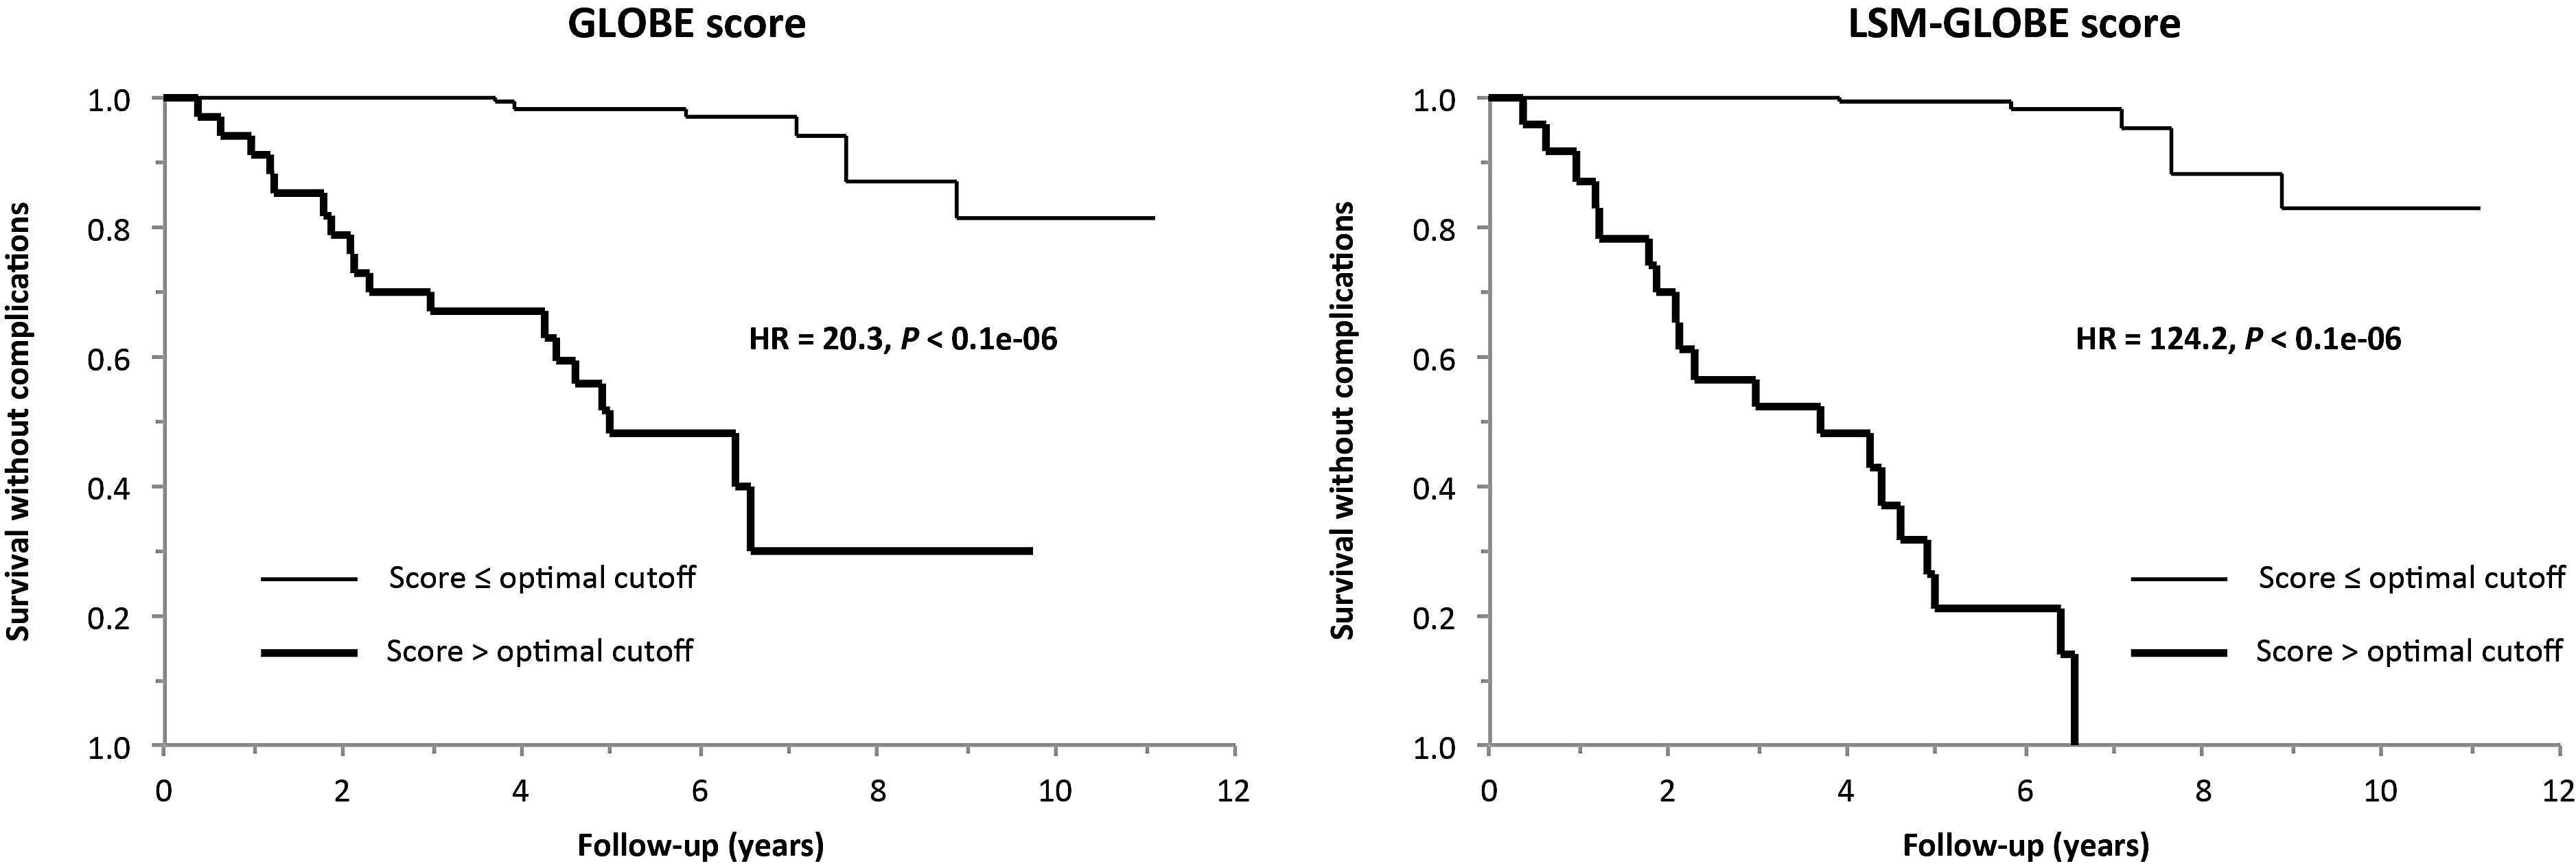 GLOBE score
1.0
0.8
0.6
0.4
0.2
1.0
Survival without complications
HR = 20.3, P < 0.1e-06
Score ≤ optimal cutoff
Score > optimal cutoff
0 2 4 6 8 10 12
Follow-up (years)
LSM-GLOBE score
1.0
0.8
0.6
0.4
0.2
1.0
Survival without complications
HR = 124.2, P < 0.1e-06
Score ≤ optimal cutoff
Score > optimal cutoff
0 2 4 6 8 10 12
Follow-up (years)